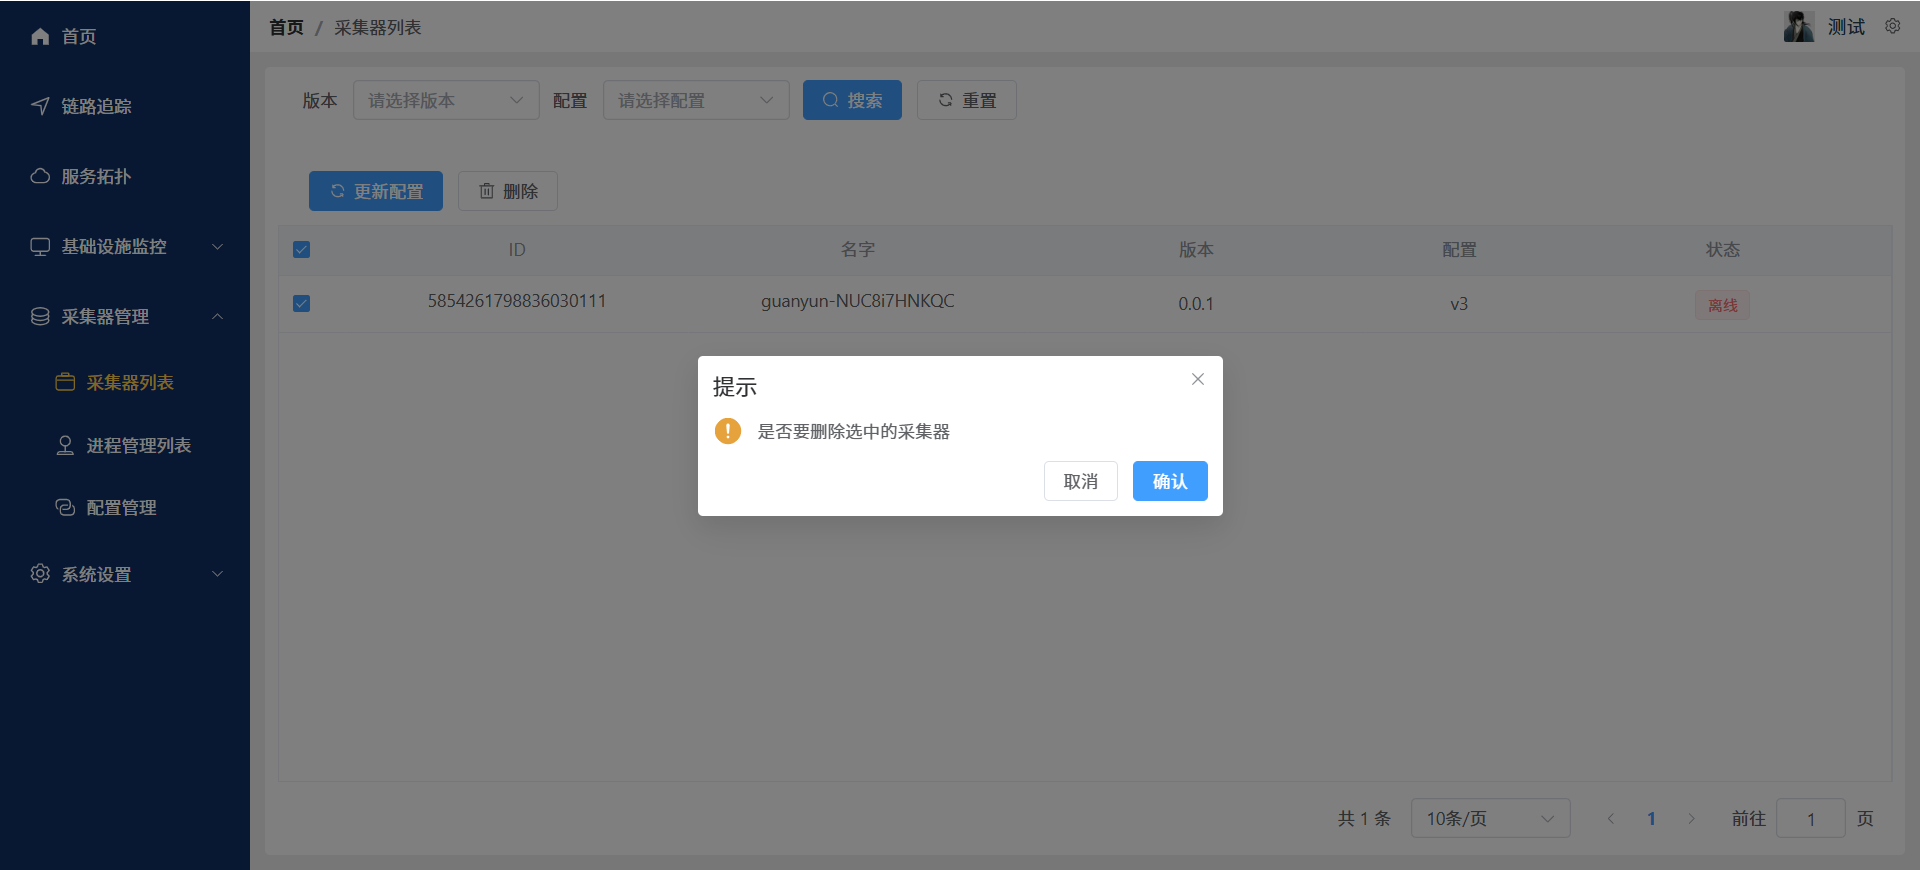 首页
链路追踪
服务拓扑
基础设施监控
采集器管理
采集器列表
进程管理列表
配置管理
系统设置
首页 / 采集器列表
测试
版本 请选择版本 配置 请选择配置 搜索 重置
更新配置 删除
ID 名字 版本 配置 状态
5854261798836030111 guanyun-NUC8i7HNKQC 0.0.1 v3 离线
提示
是否要删除选中的采集器
取消 确认
共 1 条 10条/页 1 前往 1 页